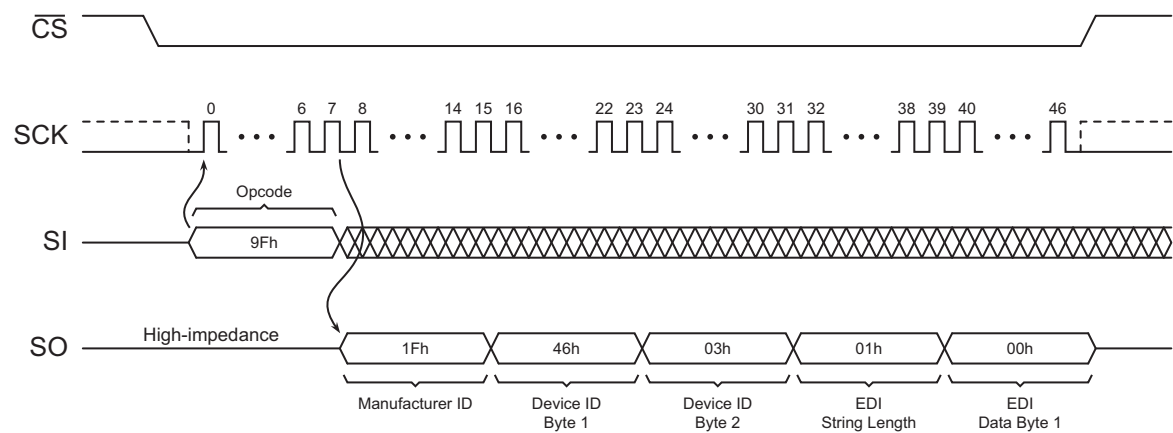 CS
SCK
0 6 7 8 14 15 16 22 23 24 30 31 32 38 39 40 46
Opcode
SI
9Fh
High-impedance
SO
1Fh 46h 03h 01h 00h
Manufacturer ID Device ID Device ID EDI EDI
Byte 1 Byte 2 String Length Data Byte 1